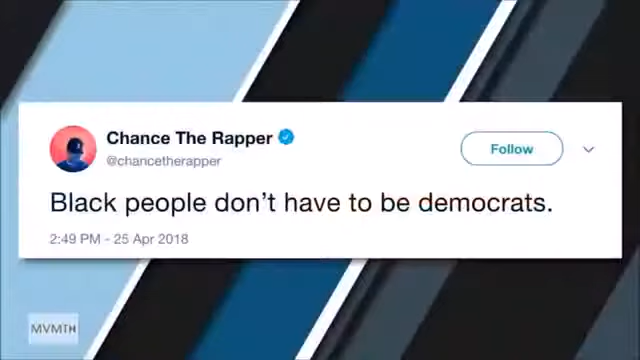 Chance The Rapper
@chancetherapper
Follow
Black people don’t have to be democrats.
2:49 PM - 25 Apr 2018
MVMTH